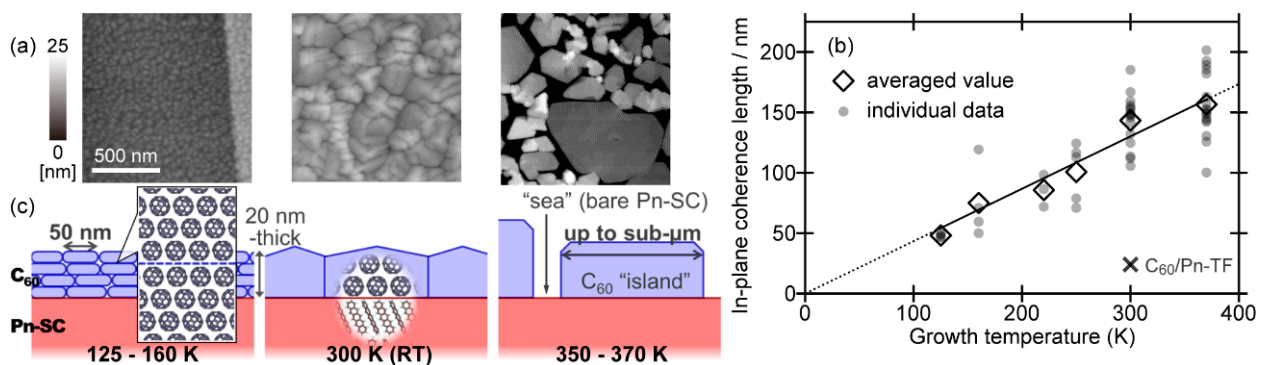 (a)
25
0
[nm]
500 nm
(b)
In-plane coherence length / nm
200
150
100
50
0
averaged value
individual data
C60/Pn-TF
0
100
200
300
400
Growth temperature (K)
(c)
50 nm
20 nm
-thick
"sea" (bare Pn-SC)
up to sub-μm
C60 "island"
C60
Pn-SC
125 - 160 K
300 K (RT)
350 - 370 K